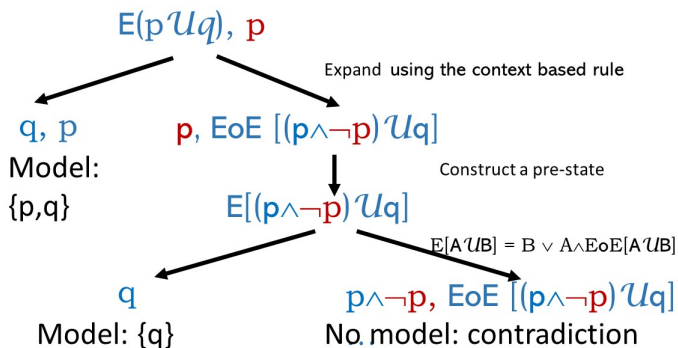 E(p𝒰q), p
Expand using the context based rule
q, p
p, EoE [(p∧¬p)𝒰q]
Model:
{p,q}
Construct a pre-state
E[(p∧¬p)𝒰q]
E[A𝒰B] = B ∨ A∧EoE[A𝒰B]
q
p∧¬p, EoE [(p∧¬p)𝒰q]
Model: {q}
No model: contradiction